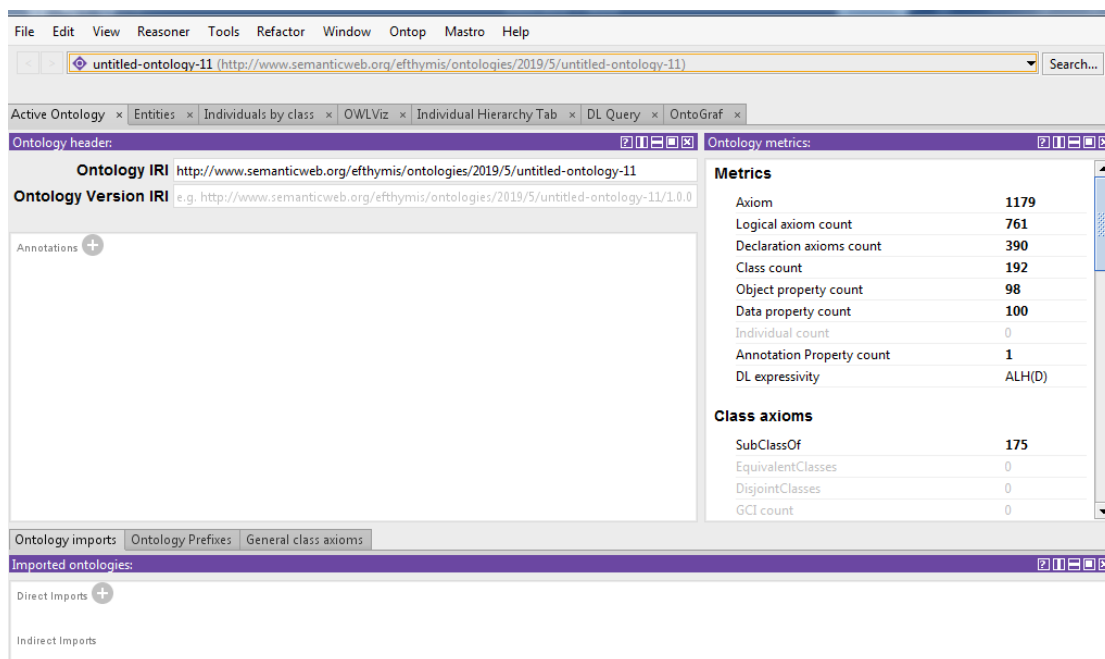 File Edit View Reasoner Tools Refactor Window Ontop Mastro Help
untitled-ontology-11 (http://www.semanticweb.org/efthymis/ontologies/2019/5/untitled-ontology-11) Search...
Active Ontology × Entities × Individuals by class × OWLViz × Individual Hierarchy Tab × DL Query × OntoGraf ×
Ontology header:
Ontology IRI http://www.semanticweb.org/efthymis/ontologies/2019/5/untitled-ontology-11
Ontology Version IRI e.g. http://www.semanticweb.org/efthymis/ontologies/2019/5/untitled-ontology-11/1.0.0
Annotations
Ontology metrics:
Metrics
Axiom 1179
Logical axiom count 761
Declaration axioms count 390
Class count 192
Object property count 98
Data property count 100
Individual count 0
Annotation Property count 1
DL expressivity ALH(D)
Class axioms
SubClassOf 175
EquivalentClasses 0
DisjointClasses 0
GCI count 0
Ontology imports Ontology Prefixes General class axioms
Imported ontologies:
Direct Imports
Indirect Imports